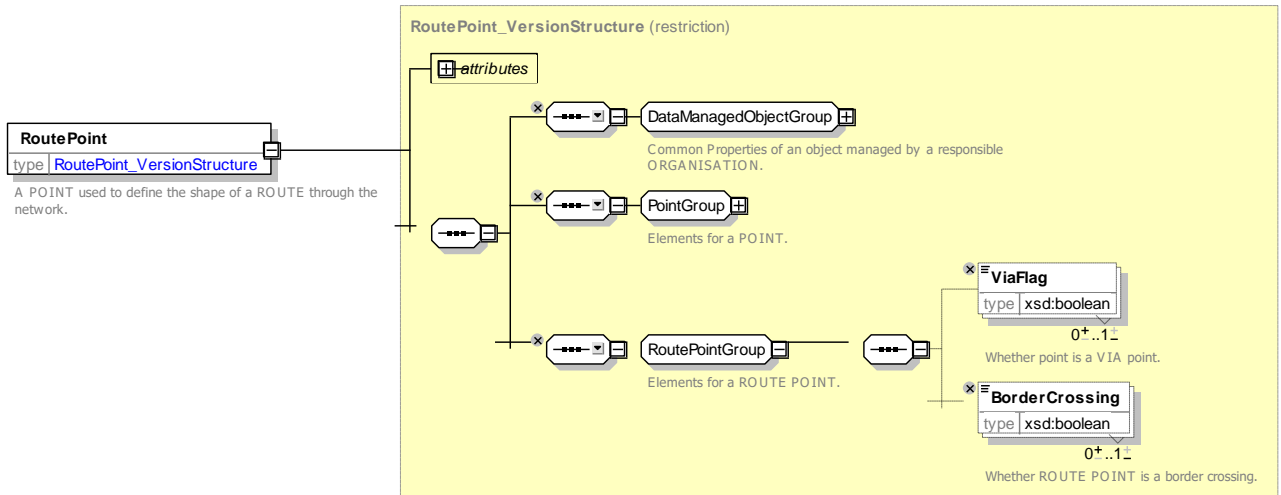 RoutePoint_VersionStructure (restriction)
attributes
RoutePoint
type RoutePoint_VersionStructure
A POINT used to define the shape of a ROUTE through the
network.
DataManagedObjectGroup
Common Properties of an object managed by a responsible
ORGANISATION.
PointGroup
Elements for a POINT.
RoutePointGroup
Elements for a ROUTE POINT.
ViaFlag
type xsd:boolean
0±..1±
Whether point is a VIA point.
BorderCrossing
type xsd:boolean
0±..1±
Whether ROUTE POINT is a border crossing.